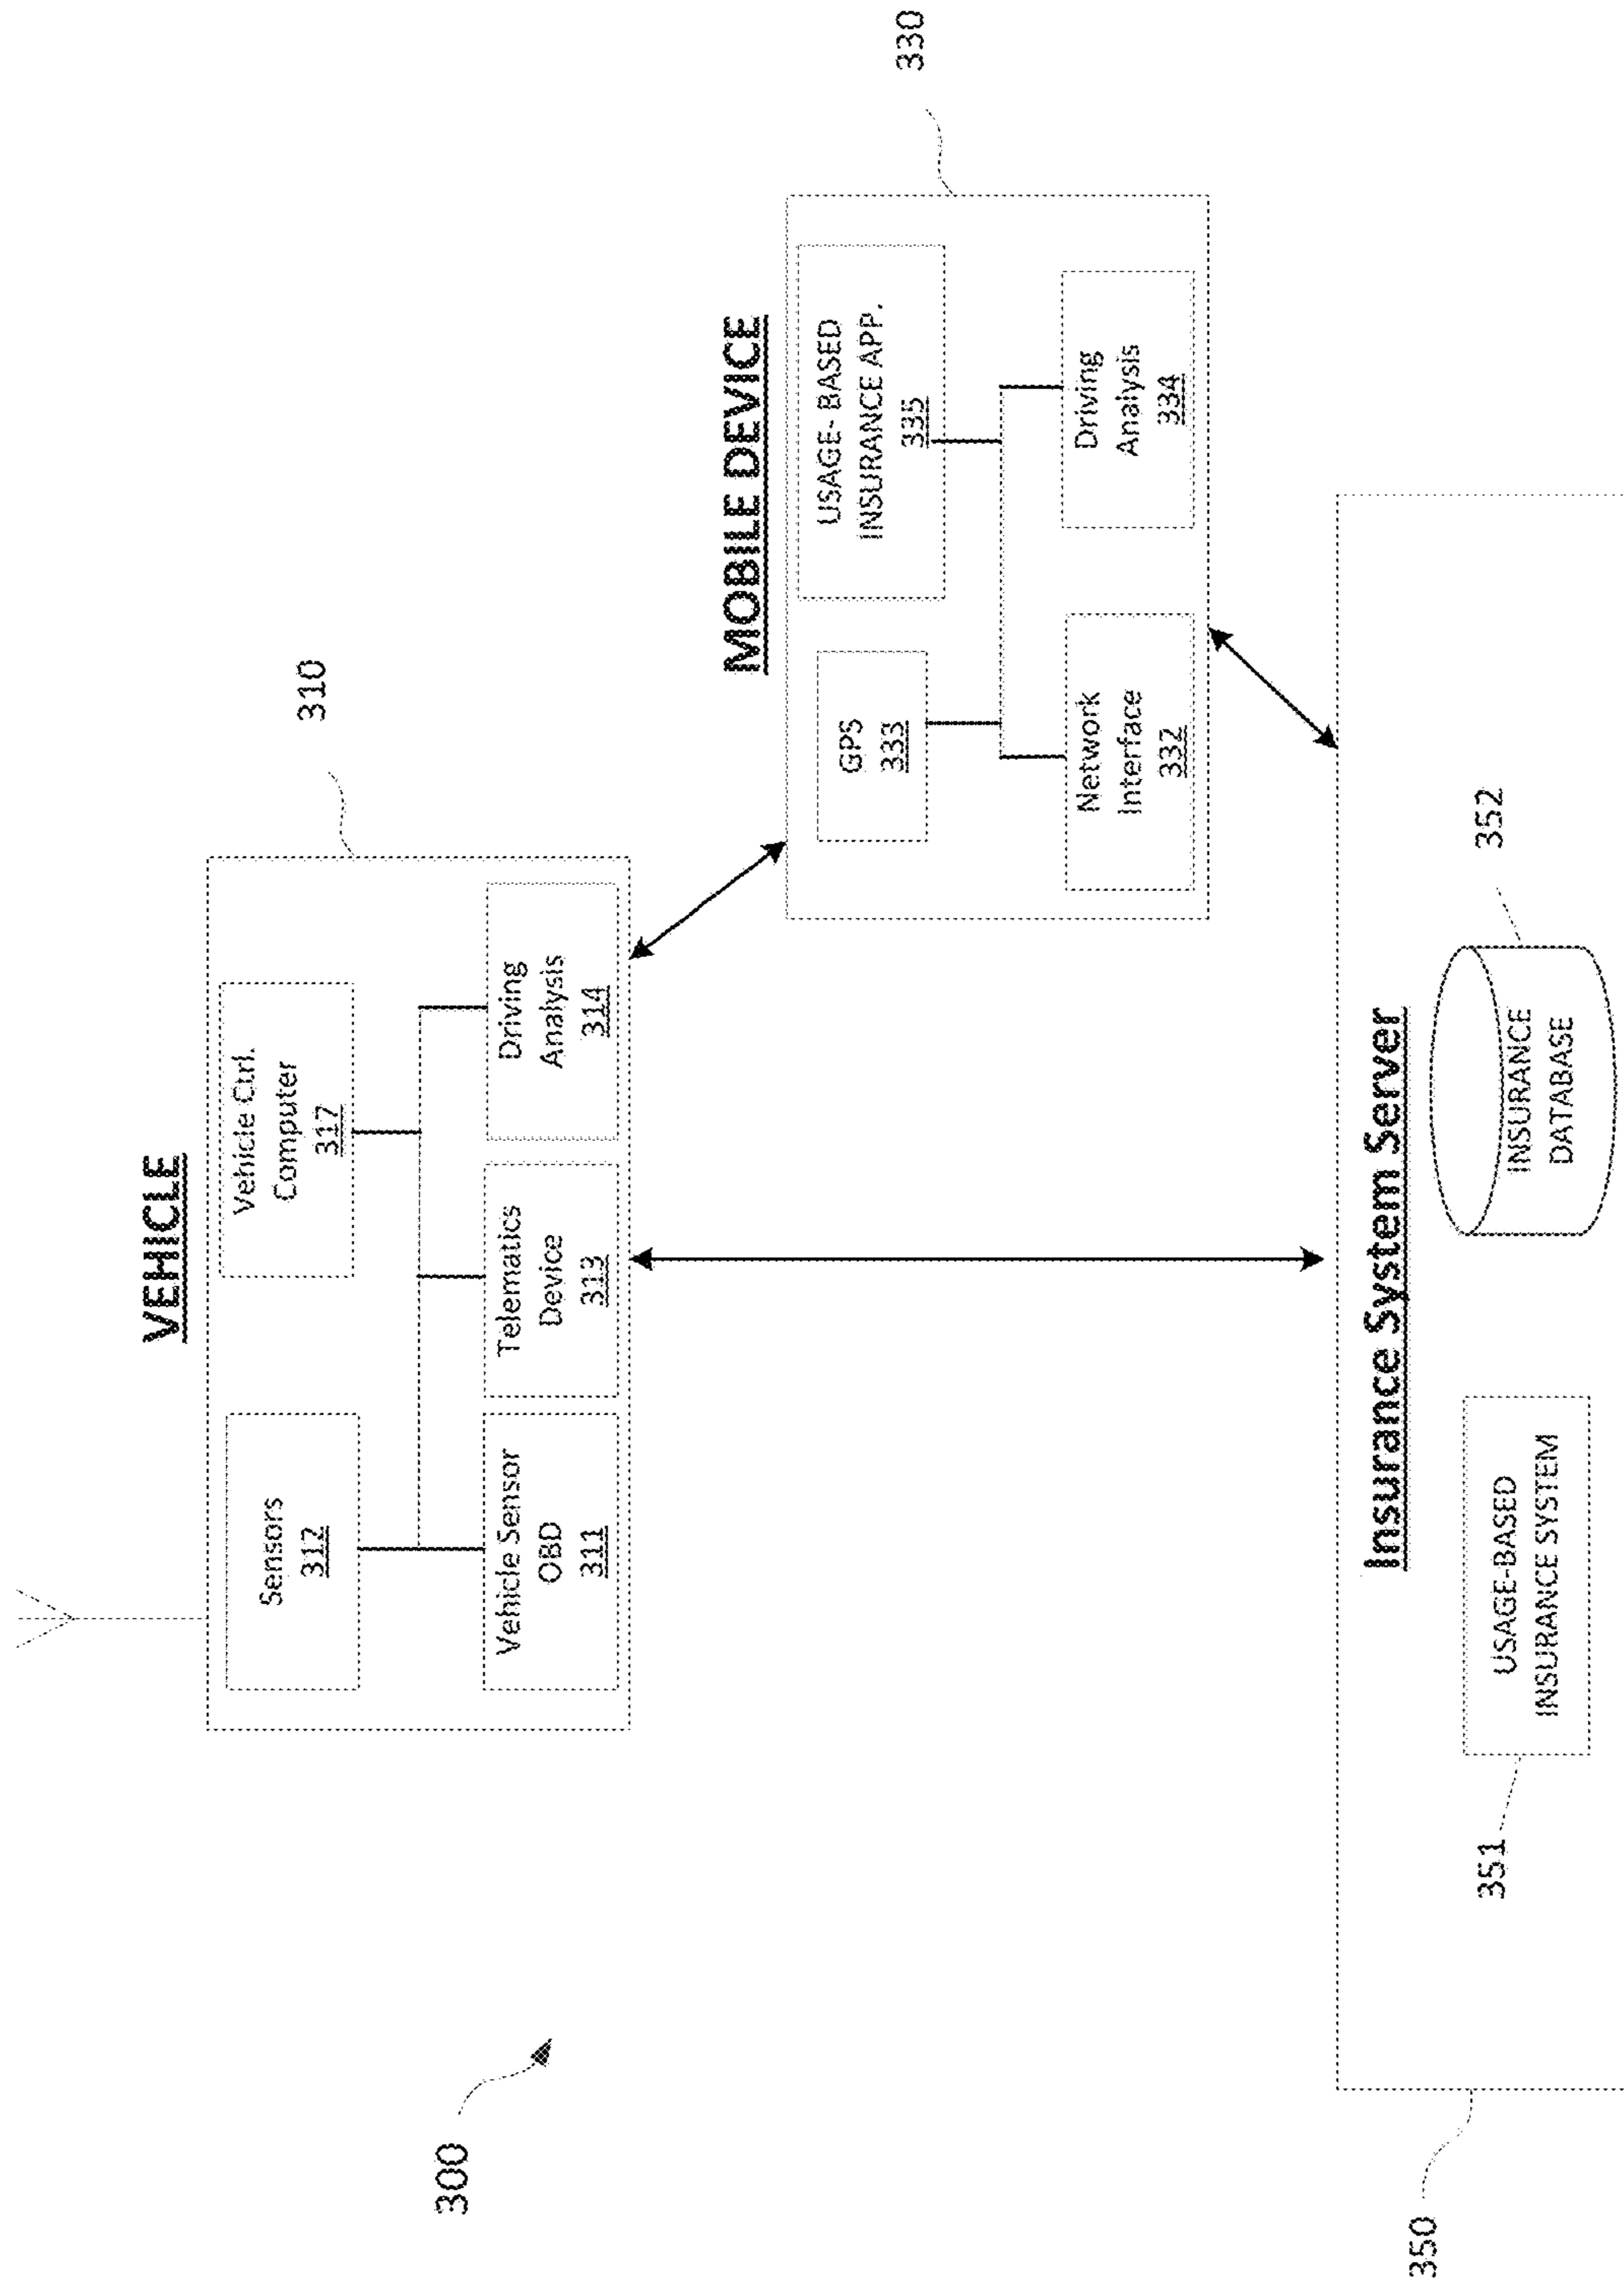 VEHICLE
310
Sensors
312
Vehicle Ctrl.
Computer
317
Vehicle Sensor
OBD
311
Telematics
Device
313
Driving
Analysis
314
MOBILE DEVICE
330
GPS
333
USAGE- BASED
INSURANCE APP.
335
Network
Interface
332
Driving
Analysis
334
300
Insurance System Server
350
351
USAGE-BASED
INSURANCE SYSTEM
352
INSURANCE
DATABASE